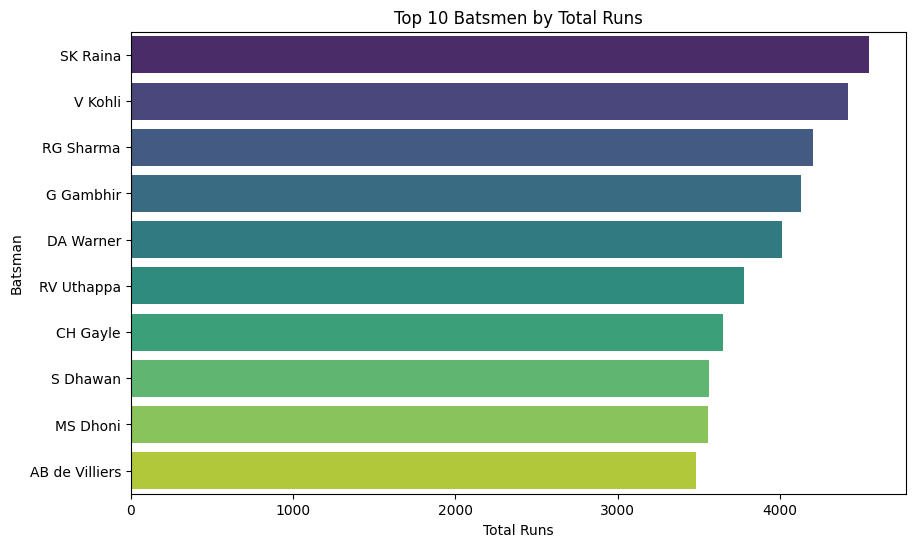 Top 10 Batsmen by Total Runs
SK Raina
V Kohli
RG Sharma
G Gambhir
DA Warner
RV Uthappa
CH Gayle
S Dhawan
MS Dhoni
AB de Villiers
Batsman
0 1000 2000 3000 4000
Total Runs